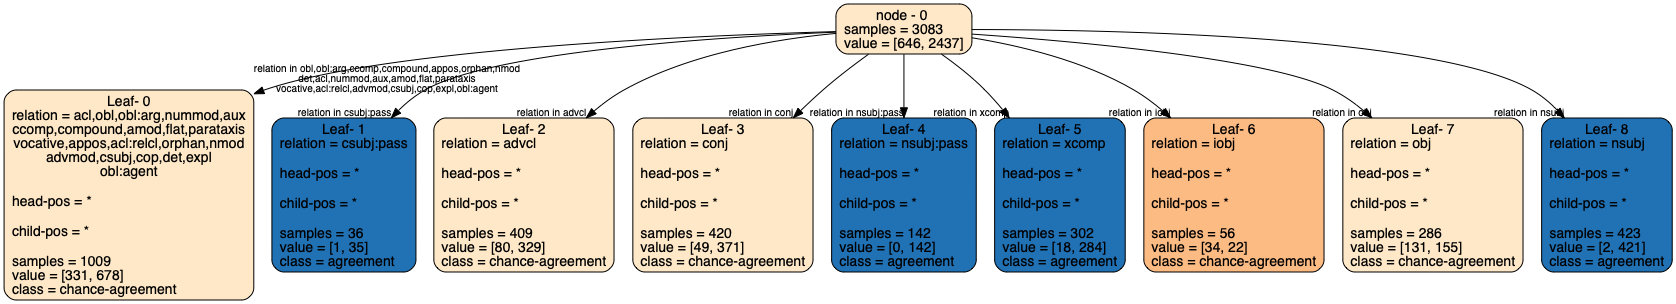 node - 0
samples = 3083
value = [646, 2437]
relation in obl,obl:arg,ccomp,compound,appos,orphan,nmod
det,acl,nummod,aux,amod,flat,parataxis
vocative,acl:relcl,advmod,csubj,cop,expl,obl:agent
relation in csubj:pass
relation in advcl
relation in conj
relation in nsubj:pass
relation in xcomp
relation in iobj
relation in obj
relation in nsubj
Leaf- 0
relation = acl,obl,obl:arg,nummod,aux
ccomp,compound,amod,flat,parataxis
vocative,appos,acl:relcl,orphan,nmod
advmod,csubj,cop,det,expl
obl:agent
head-pos = *
child-pos = *
samples = 1009
value = [331, 678]
class = chance-agreement
Leaf- 1
relation = csubj:pass
head-pos = *
child-pos = *
samples = 36
value = [1, 35]
class = agreement
Leaf- 2
relation = advcl
head-pos = *
child-pos = *
samples = 409
value = [80, 329]
class = chance-agreement
Leaf- 3
relation = conj
head-pos = *
child-pos = *
samples = 420
value = [49, 371]
class = chance-agreement
Leaf- 4
relation = nsubj:pass
head-pos = *
child-pos = *
samples = 142
value = [0, 142]
class = agreement
Leaf- 5
relation = xcomp
head-pos = *
child-pos = *
samples = 302
value = [18, 284]
class = agreement
Leaf- 6
relation = iobj
head-pos = *
child-pos = *
samples = 56
value = [34, 22]
class = chance-agreement
Leaf- 7
relation = obj
head-pos = *
child-pos = *
samples = 286
value = [131, 155]
class = chance-agreement
Leaf- 8
relation = nsubj
head-pos = *
child-pos = *
samples = 423
value = [2, 421]
class = agreement